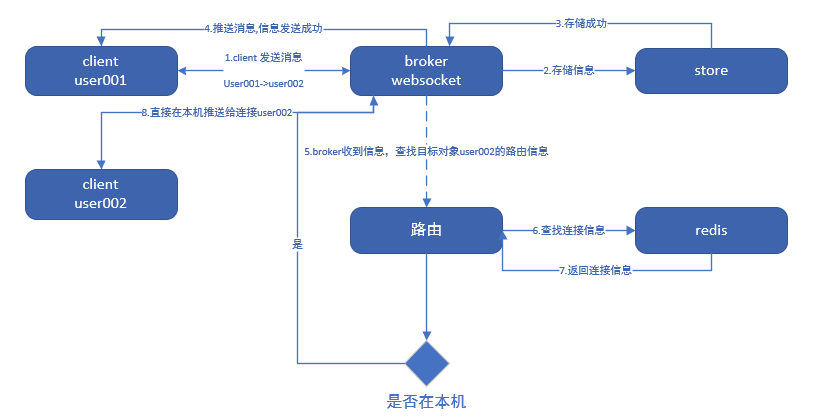 4.推送消息,信息发送成功
3.存储成功
client
user001
1.client 发送消息
User001->user002
broker
websocket
2.存储信息
store
8.直接在本机推送给连接user002
5.broker收到信息，查找目标对象user002的路由信息
client
user002
路由
6.查找连接信息
redis
是
7.返回连接信息
是否在本机